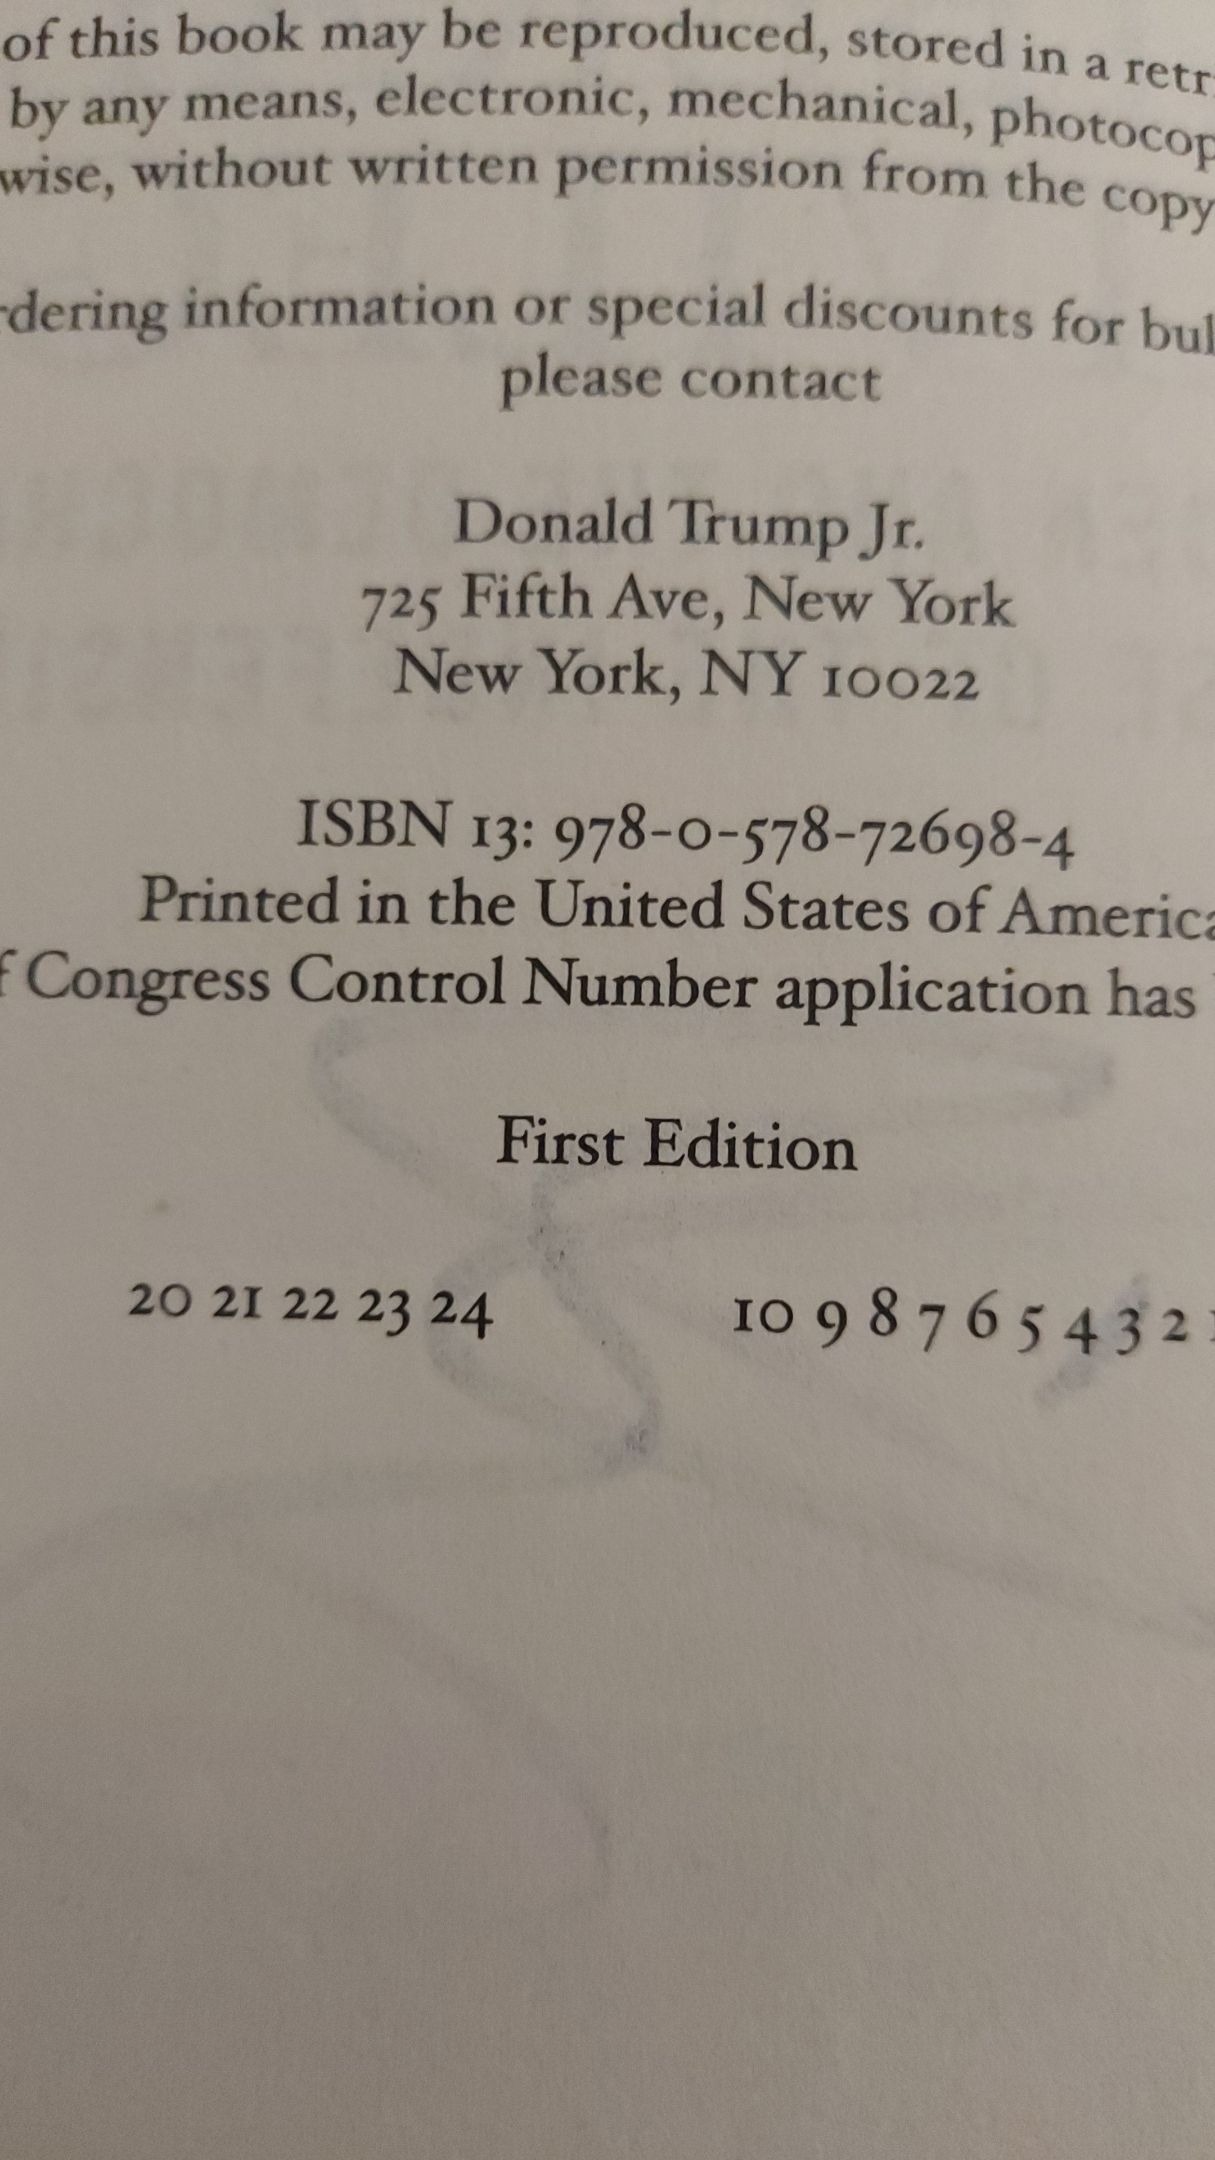 of this book may be reproduced, stored in a retr
by any means, electronic, mechanical, photocop
wise, without written permission from the copy
rdering information or special discounts for bul
please contact
Donald Trump Jr.
725 Fifth Ave, New York
New York, NY 10022
ISBN 13: 978-0-578-72698-4
Printed in the United States of America
f Congress Control Number application has
First Edition
20 21 22 23 24 10 9 8 7 6 5 4 3 2